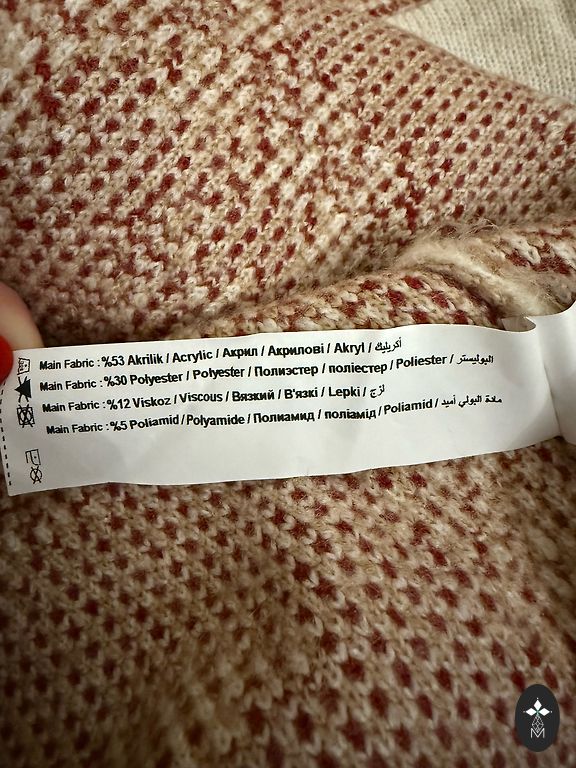 Main Fabric : %53 Akrilik / Acrylic / Акрил / Акрилові / Akryl / أكريليك
Main Fabric : %30 Polyester / Polyester / Полиэстер / поліестер / Poliester / البوليستر
Main Fabric : %12 Viskoz / Viscous / Вязкий / В'язкі / Lepki / لزج
Main Fabric : %5 Poliamid / Polyamide / Полиамид / поліамід / Poliamid / مادة البولي أميد
M